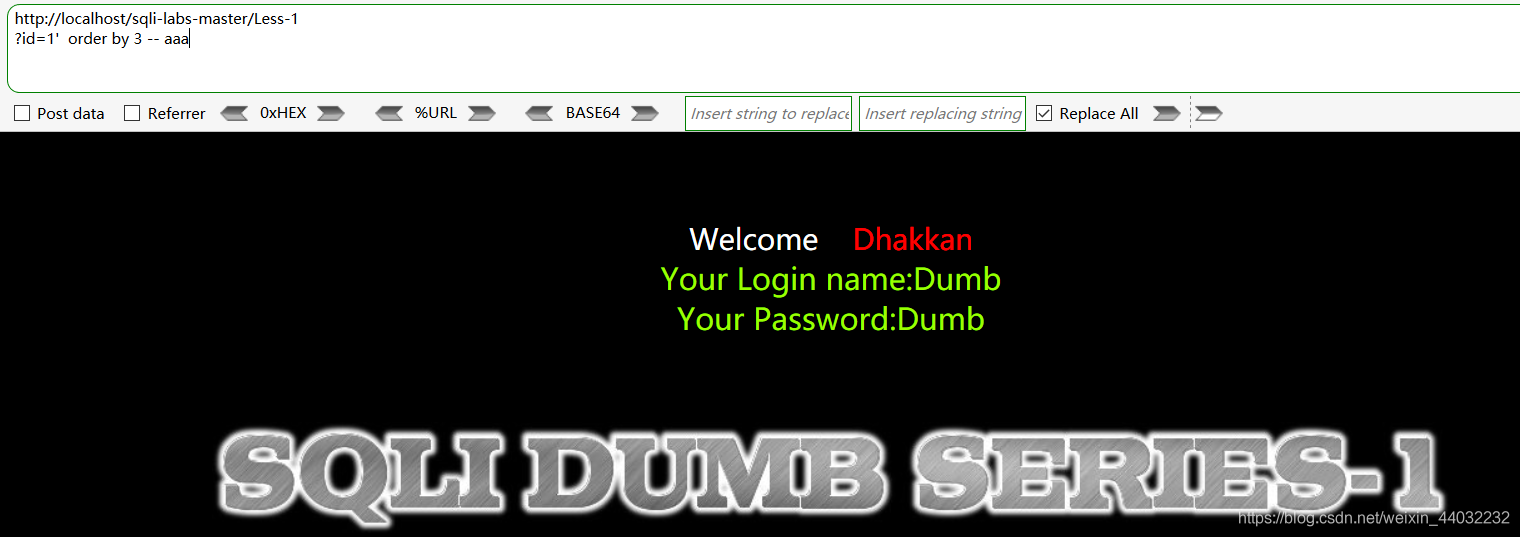 http://localhost/sqli-labs-master/Less-1
?id=1'  order by 3 -- aaa
Post data Referrer 0xHEX %URL BASE64 Insert string to replace Insert replacing string Replace All
Welcome    Dhakkan
Your Login name:Dumb
Your Password:Dumb
SQLI DUMB SERIES-1
https://blog.csdn.net/weixin_44032232